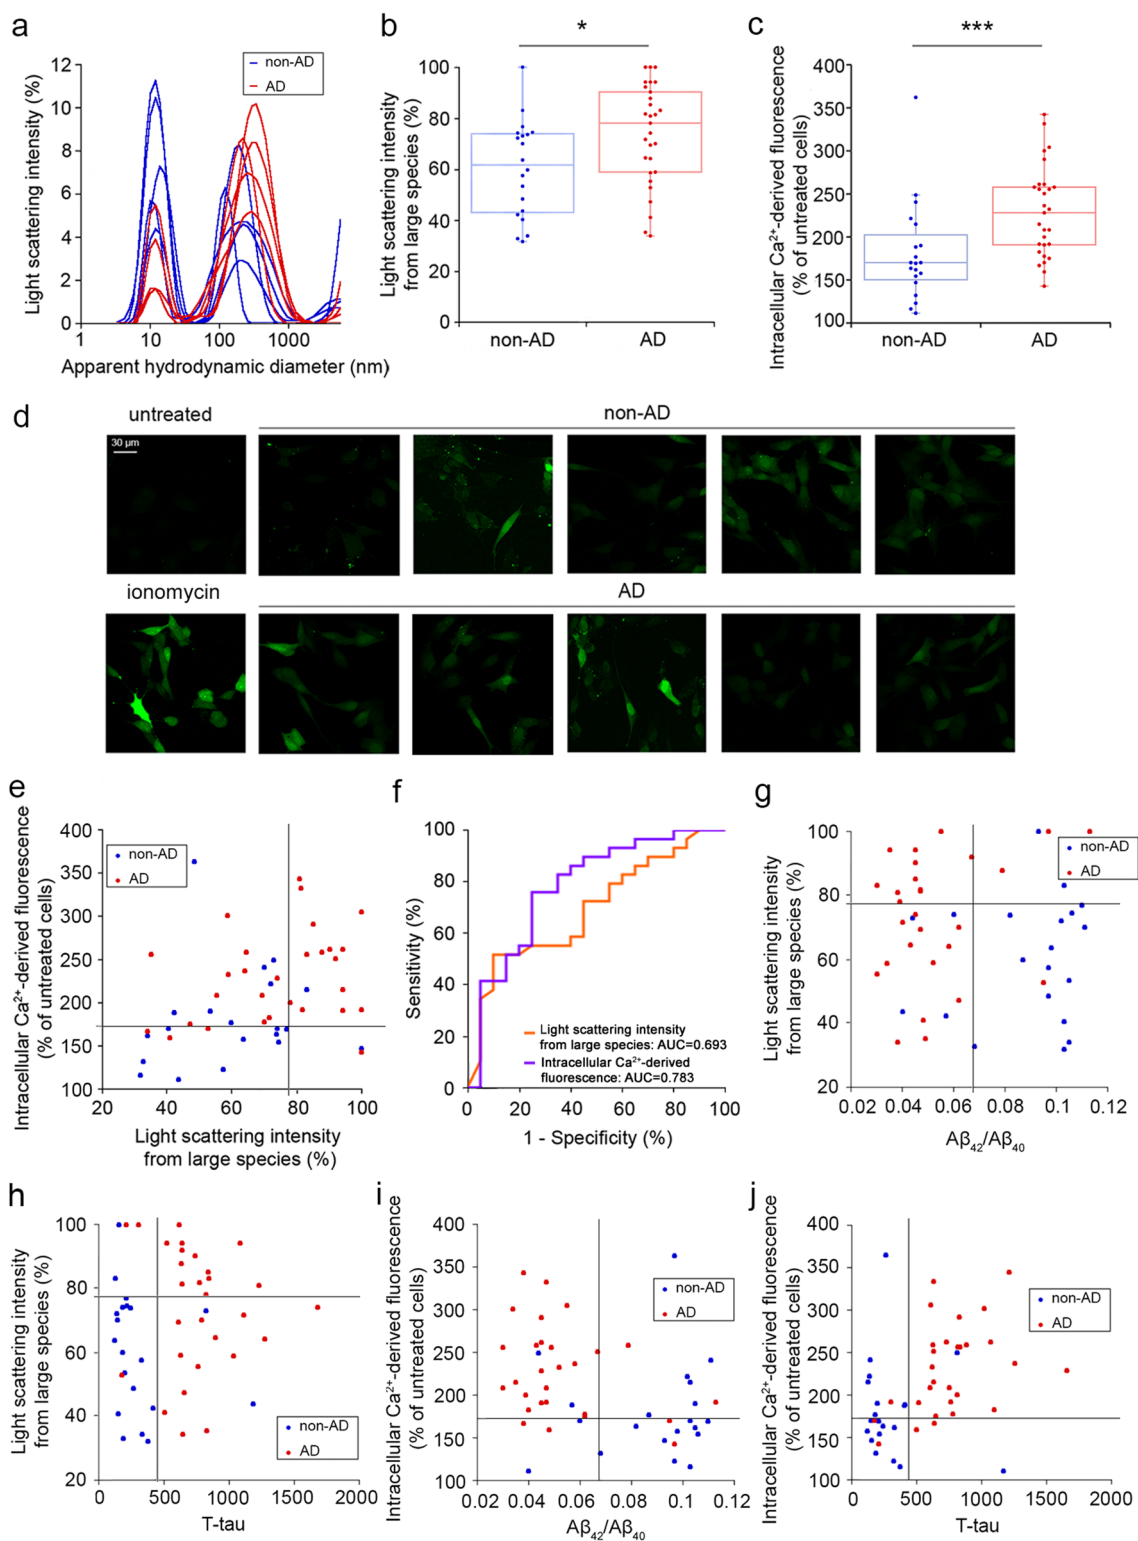 a
non-AD
AD
Light scattering intensity (%)
12
10
8
6
4
2
0
1
10
100
1000
Apparent hydrodynamic diameter (nm)
b
*
Light scattering intensity
from large species (%)
100
80
60
40
20
0
non-AD
AD
c
***
Intracellular Ca²⁺-derived fluorescence
(% of untreated cells)
400
350
300
250
200
150
100
non-AD
AD
d
untreated
non-AD
30 µm
ionomycin
AD
e
Intracellular Ca²⁺-derived fluorescence
(% of untreated cells)
400
350
300
250
200
150
100
non-AD
AD
20
40
60
80
100
Light scattering intensity
from large species (%)
f
Sensitivity (%)
100
80
60
40
20
0
Light scattering intensity
from large species: AUC=0.693
Intracellular Ca²⁺-derived
fluorescence: AUC=0.783
0
20
40
60
80
100
1 - Specificity (%)
g
Light scattering intensity
from large species (%)
100
80
60
40
20
non-AD
AD
0.02
0.04
0.06
0.08
0.1
0.12
Aβ₄₂/Aβ₄₀
h
Light scattering intensity
from large species (%)
100
80
60
40
20
non-AD
AD
0
500
1000
1500
2000
T-tau
i
Intracellular Ca²⁺-derived fluorescence
(% of untreated cells)
400
350
300
250
200
150
100
non-AD
AD
0.02
0.04
0.06
0.08
0.1
0.12
Aβ₄₂/Aβ₄₀
j
Intracellular Ca²⁺-derived fluorescence
(% of untreated cells)
400
350
300
250
200
150
100
non-AD
AD
0
500
1000
1500
2000
T-tau